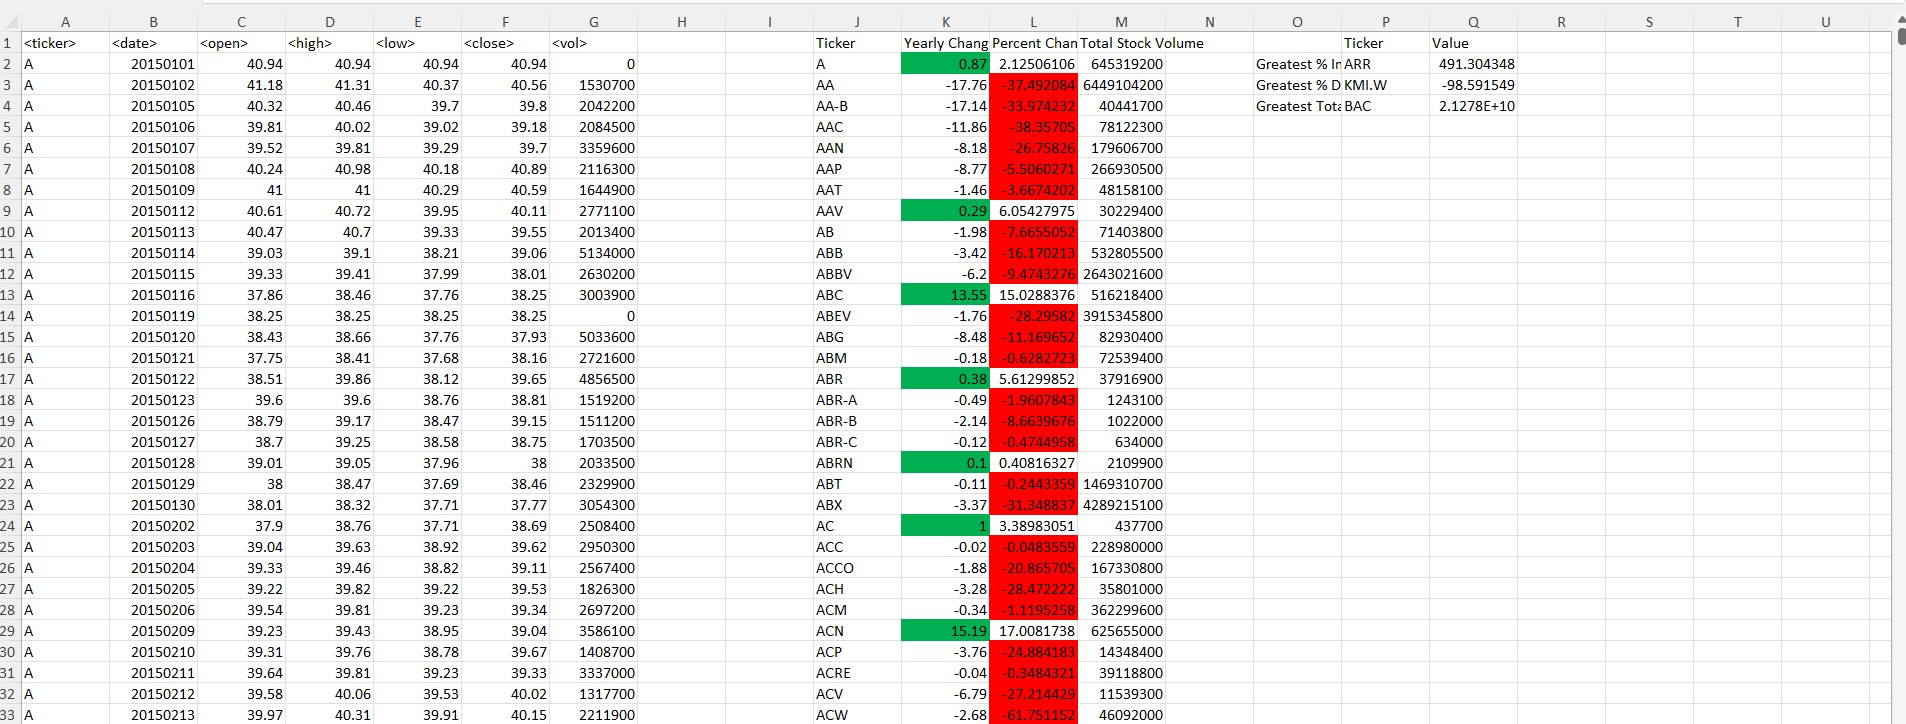 A B C D E F G H I J K L M N O P Q R S T U
1 <ticker> <date> <open> <high> <low> <close> <vol> Ticker Yearly Chang Percent Chan Total Stock Volume Ticker Value
2 A 20150101 40.94 40.94 40.94 40.94 0 A 0.87 2.12506106 645319200 Greatest % In ARR 491.304348
3 A 20150102 41.18 41.31 40.37 40.56 1530700 AA -17.76 -37.492084 6449104200 Greatest % D KMI.W -98.591549
4 A 20150105 40.32 40.46 39.7 39.8 2042200 AA-B -17.14 -33.974232 40441700 Greatest Tota BAC 2.1278E+10
5 A 20150106 39.81 40.02 39.02 39.18 2084500 AAC -11.86 -38.35705 78122300
6 A 20150107 39.52 39.81 39.29 39.7 3359600 AAN -8.18 -26.75826 179606700
7 A 20150108 40.24 40.98 40.18 40.89 2116300 AAP -8.77 -5.5060271 266930500
8 A 20150109 41 41 40.29 40.59 1644900 AAT -1.46 -3.6674202 48158100
9 A 20150112 40.61 40.72 39.95 40.11 2771100 AAV 0.29 6.05427975 30229400
10 A 20150113 40.47 40.7 39.33 39.55 2013400 AB -1.98 -7.6655052 71403800
11 A 20150114 39.03 39.1 38.21 39.06 5134000 ABB -3.42 -16.170213 532805500
12 A 20150115 39.33 39.41 37.99 38.01 2630200 ABBV -6.2 -9.4743276 2643021600
13 A 20150116 37.86 38.46 37.76 38.25 3003900 ABC 13.55 15.0288376 516218400
14 A 20150119 38.25 38.25 38.25 38.25 0 ABEV -1.76 -28.29582 3915345800
15 A 20150120 38.43 38.66 37.76 37.93 5033600 ABG -8.48 -11.169652 82930400
16 A 20150121 37.75 38.41 37.68 38.16 2721600 ABM -0.18 -0.6282723 72539400
17 A 20150122 38.51 39.86 38.12 39.65 4856500 ABR 0.38 5.61299852 37916900
18 A 20150123 39.6 39.6 38.76 38.81 1519200 ABR-A -0.49 -1.9607843 1243100
19 A 20150126 38.79 39.17 38.47 39.15 1511200 ABR-B -2.14 -8.6639676 1022000
20 A 20150127 38.7 39.25 38.58 38.75 1703500 ABR-C -0.12 -0.4744958 634000
21 A 20150128 39.01 39.05 37.96 38 2033500 ABRN 0.1 0.40816327 2109900
22 A 20150129 38 38.47 37.69 38.46 2329900 ABT -0.11 -0.2443359 1469310700
23 A 20150130 38.01 38.32 37.71 37.77 3054300 ABX -3.37 -31.348837 4289215100
24 A 20150202 37.9 38.76 37.71 38.69 2508400 AC 1 3.38983051 437700
25 A 20150203 39.04 39.63 38.92 39.62 2950300 ACC -0.02 -0.0483559 228980000
26 A 20150204 39.33 39.46 38.82 39.11 2567400 ACCO -1.88 -20.865705 167330800
27 A 20150205 39.22 39.82 39.22 39.53 1826300 ACH -3.28 -28.472222 35801000
28 A 20150206 39.54 39.81 39.23 39.34 2697200 ACM -0.34 -1.1195258 362299600
29 A 20150209 39.23 39.43 38.95 39.04 3586100 ACN 15.19 17.0081738 625655000
30 A 20150210 39.31 39.76 38.78 39.67 1408700 ACP -3.76 -24.884183 14348400
31 A 20150211 39.64 39.81 39.23 39.33 3337000 ACRE -0.04 -0.3484321 39118800
32 A 20150212 39.58 40.06 39.53 40.02 1317700 ACV -6.79 -27.214429 11539300
33 A 20150213 39.97 40.31 39.91 40.15 2211900 ACW -2.68 -61.751152 46092000